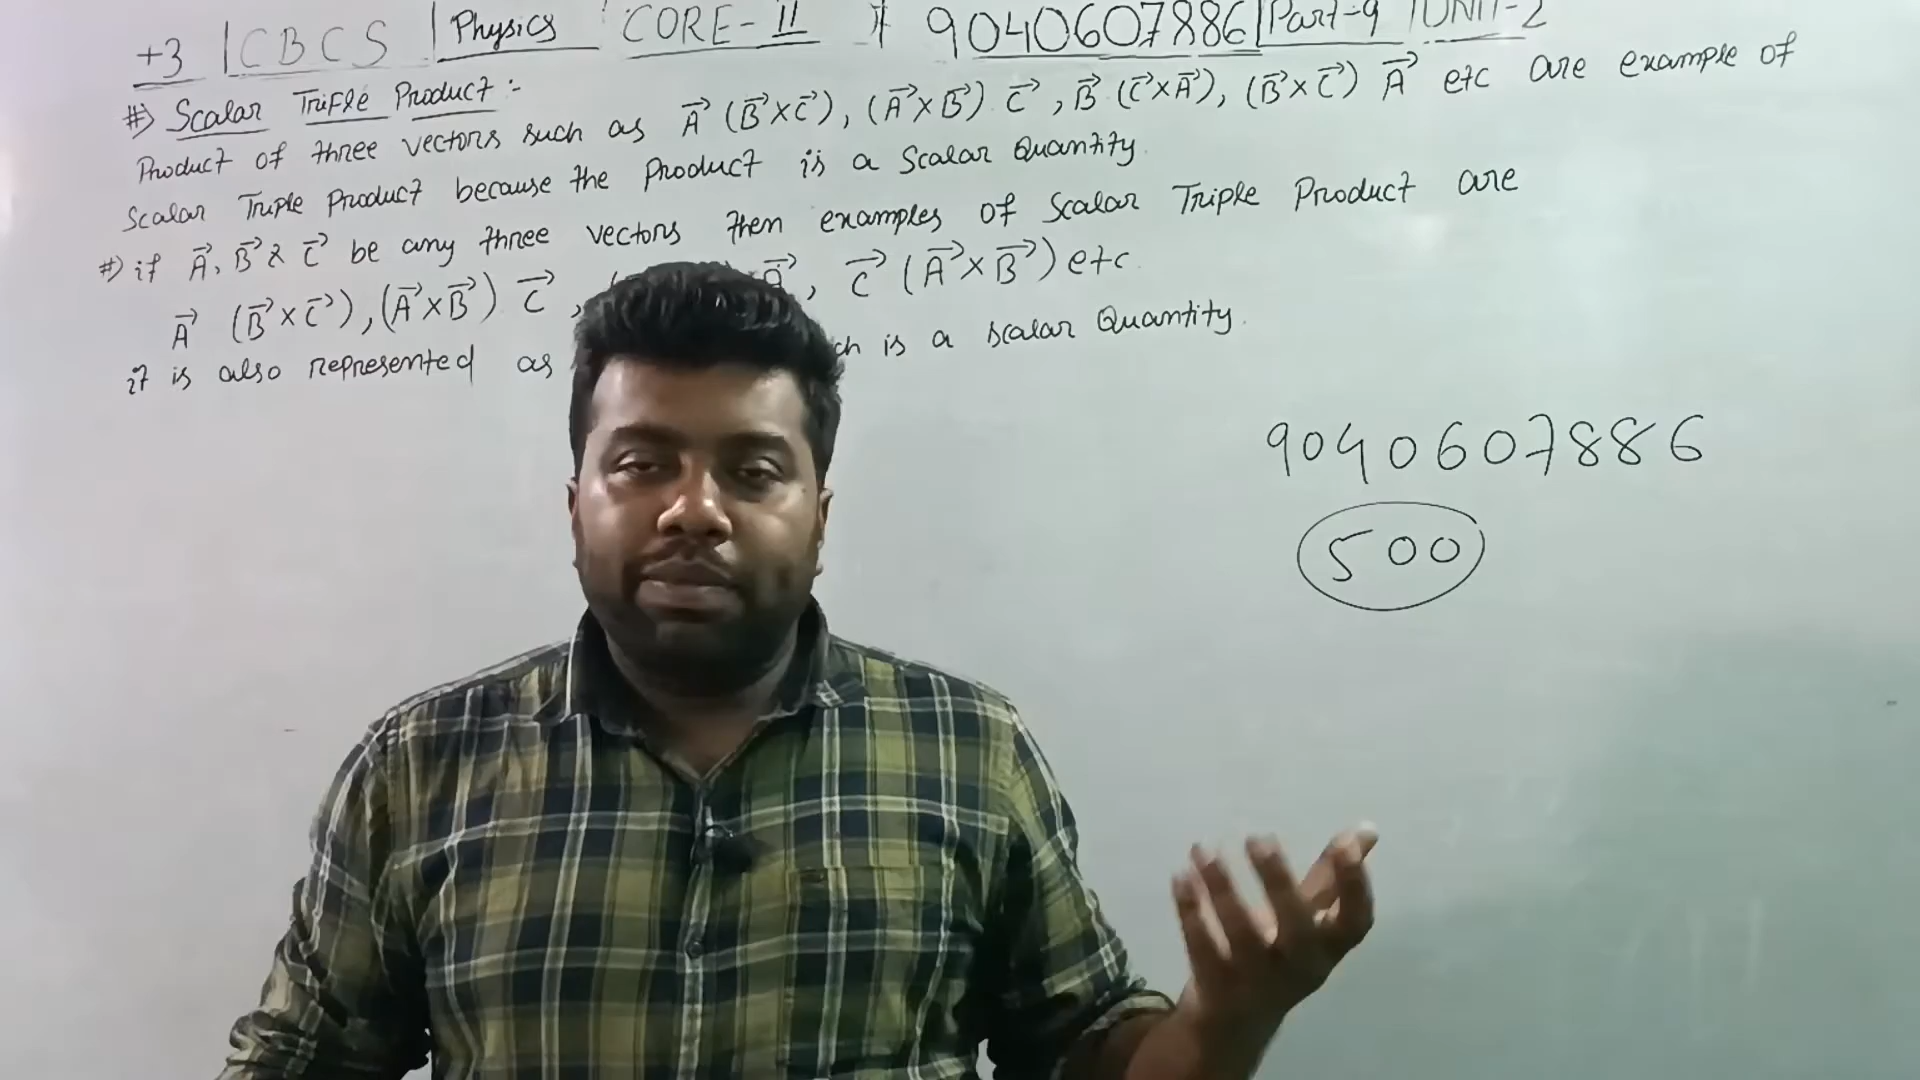 +3 | CBCS | Physics CORE-II 9040607886 | Part-9 | UNIT-2
#) Scalar TriFle Product :-
Product of three vectors such as A⃗ (B⃗×C⃗), (A⃗×B⃗) C⃗, B⃗ (C⃗×A⃗), (B⃗×C⃗) A⃗ etc are example of
Scalar Triple Product because the Product is a Scalar Quantity.
#) if A⃗, B⃗ & C⃗ be any three vectors then examples of Scalar Triple Product are
A⃗ (B⃗×C⃗), (A⃗×B⃗) C⃗, , C⃗ (A⃗×B⃗) etc.
it is also represented as is a scalar Quantity.
9040607886
500